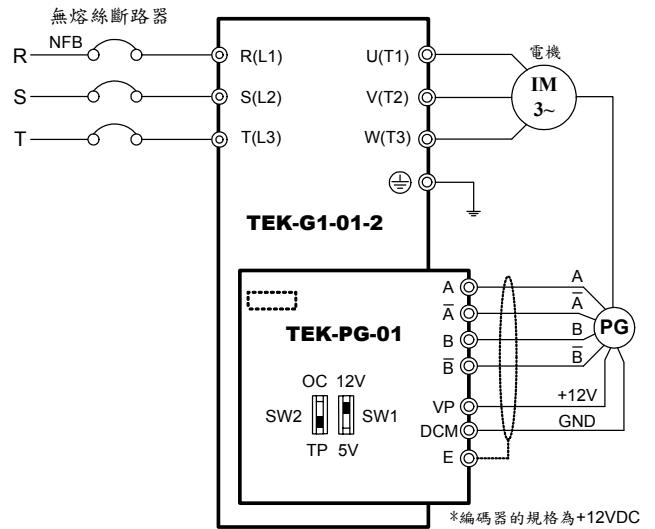 無熔絲斷路器
NFB
R
R(L1)
U(T1)
電機
IM
3~
S
S(L2)
V(T2)
T
T(L3)
W(T3)
TEK-G1-01-2
TEK-PG-01
A
A
A̅
A̅
B
B
B̅
B̅
PG
OC 12V
SW2
SW1
TP 5V
VP
+12V
DCM
GND
E
*編碼器的規格為+12VDC